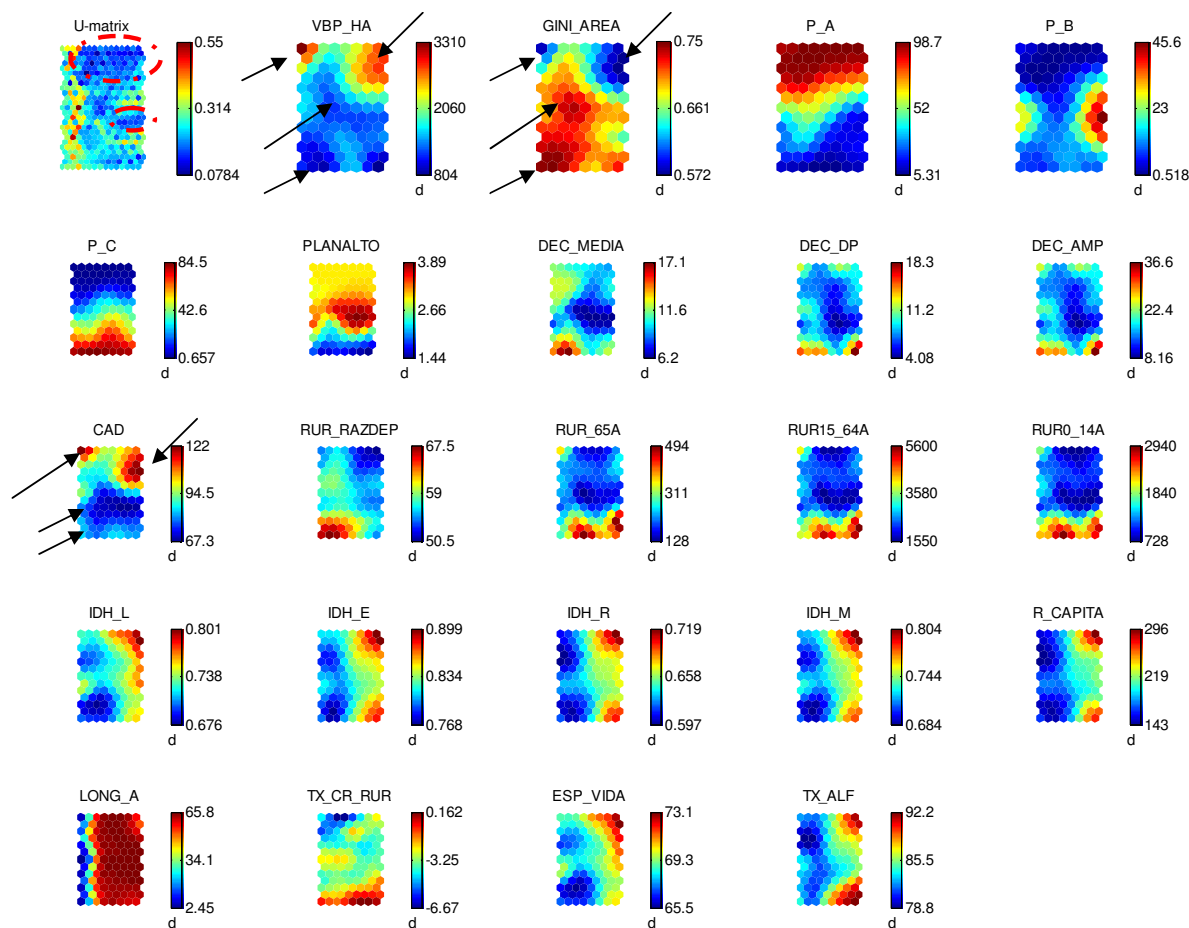 U-matrix
0.55
0.314
0.0784
VBP_HA
3310
2060
804
d
GINI_AREA
0.75
0.661
0.572
d
P_A
98.7
52
5.31
d
P_B
45.6
23
0.518
d
P_C
84.5
42.6
0.657
d
PLANALTO
3.89
2.66
1.44
d
DEC_MEDIA
17.1
11.6
6.2
d
DEC_DP
18.3
11.2
4.08
d
DEC_AMP
36.6
22.4
8.16
d
CAD
122
94.5
67.3
d
RUR_RAZDEP
67.5
59
50.5
d
RUR_65A
494
311
128
d
RUR15_64A
5600
3580
1550
d
RUR0_14A
2940
1840
728
d
IDH_L
0.801
0.738
0.676
d
IDH_E
0.899
0.834
0.768
d
IDH_R
0.719
0.658
0.597
d
IDH_M
0.804
0.744
0.684
d
R_CAPITA
296
219
143
d
LONG_A
65.8
34.1
2.45
d
TX_CR_RUR
0.162
-3.25
-6.67
d
ESP_VIDA
73.1
69.3
65.5
d
TX_ALF
92.2
85.5
78.8
d